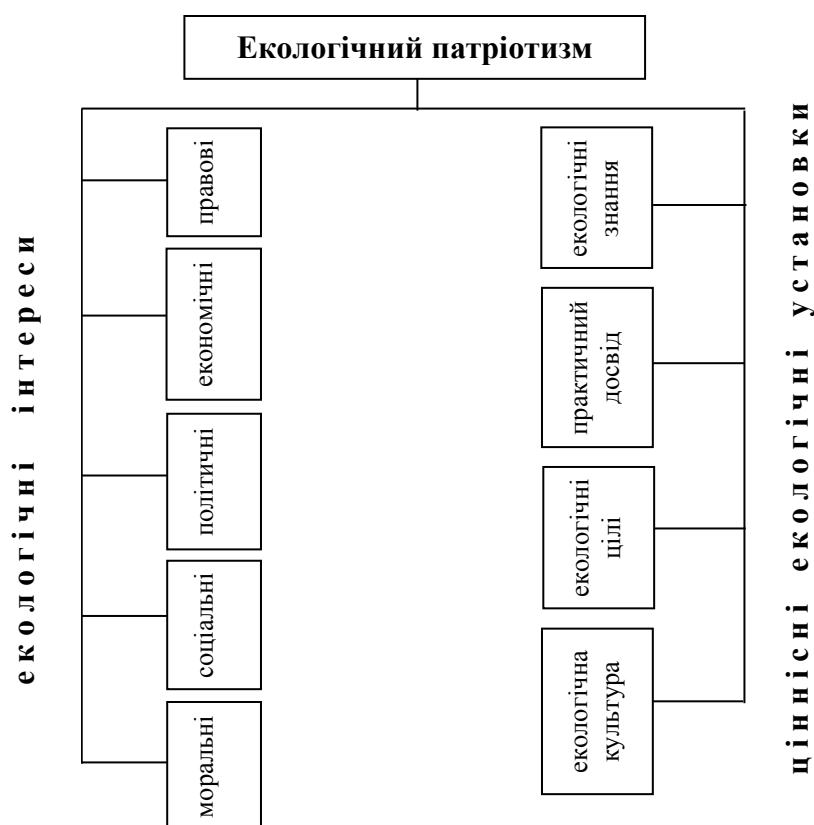 Екологічний патріотизм
екологічні інтереси
правові
економічні
політичні
соціальні
моральні
екологічні
знання
практичний
досвід
екологічні
цілі
екологічна
культура
ціннісні екологічні установки